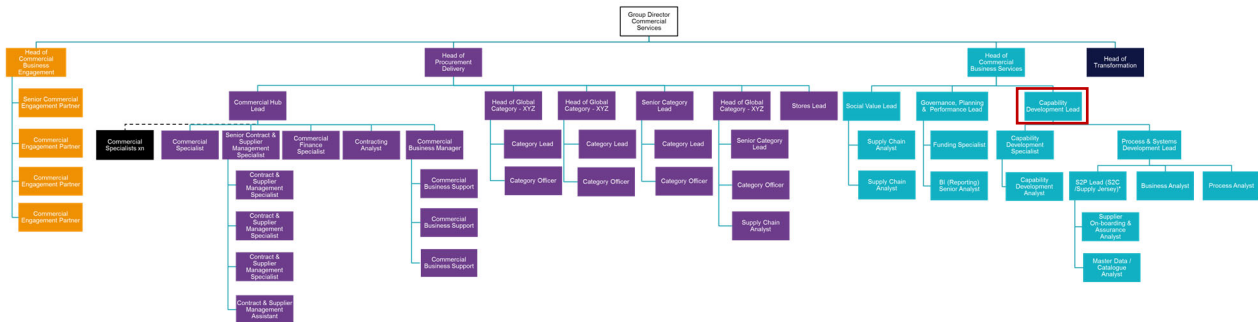 Group Director
Commercial
Services
Head of
Commercial
Business
Engagement
Head of
Procurement
Delivery
Head of
Commercial
Business Services
Head of
Transformation
Senior Commercial
Engagement Partner
Commercial
Engagement Partner
Commercial
Engagement Partner
Commercial
Engagement Partner
Commercial Hub
Lead
Head of Global
Category - XYZ
Head of Global
Category - XYZ
Senior Category
Lead
Head of Global
Category - XYZ
Stores Lead
Commercial
Specialists xn
Commercial
Specialist
Senior Contract &
Supplier
Management
Specialist
Commercial
Finance
Specialist
Contracting
Analyst
Commercial
Business Manager
Contract &
Supplier
Management
Specialist
Contract &
Supplier
Management
Specialist
Contract &
Supplier
Management
Specialist
Contract & Supplier
Management
Assistant
Commercial
Business Support
Commercial
Business Support
Commercial
Business Support
Category Lead
Category Officer
Category Lead
Category Officer
Category Lead
Category Officer
Senior Category
Lead
Category Officer
Supply Chain
Analyst
Social Value Lead
Governance, Planning
& Performance Lead
Capability
Development Lead
Supply Chain
Analyst
Supply Chain
Analyst
Funding Specialist
BI (Reporting)
Senior Analyst
Capability
Development
Specialist
Capability
Development
Analyst
Process & Systems
Development Lead
S2P Lead (S2C
/Supply Jersey)*
Business Analyst
Process Analyst
Supplier
On-boarding &
Assurance
Analyst
Master Data /
Catalogue
Analyst